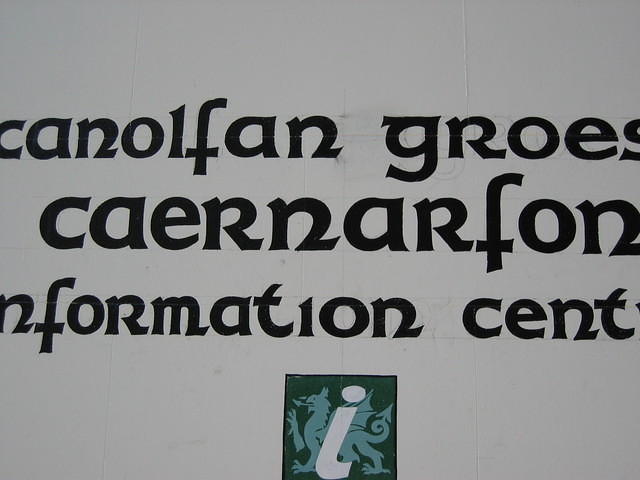 canolfan groes
caernarfon
nformation cent
i